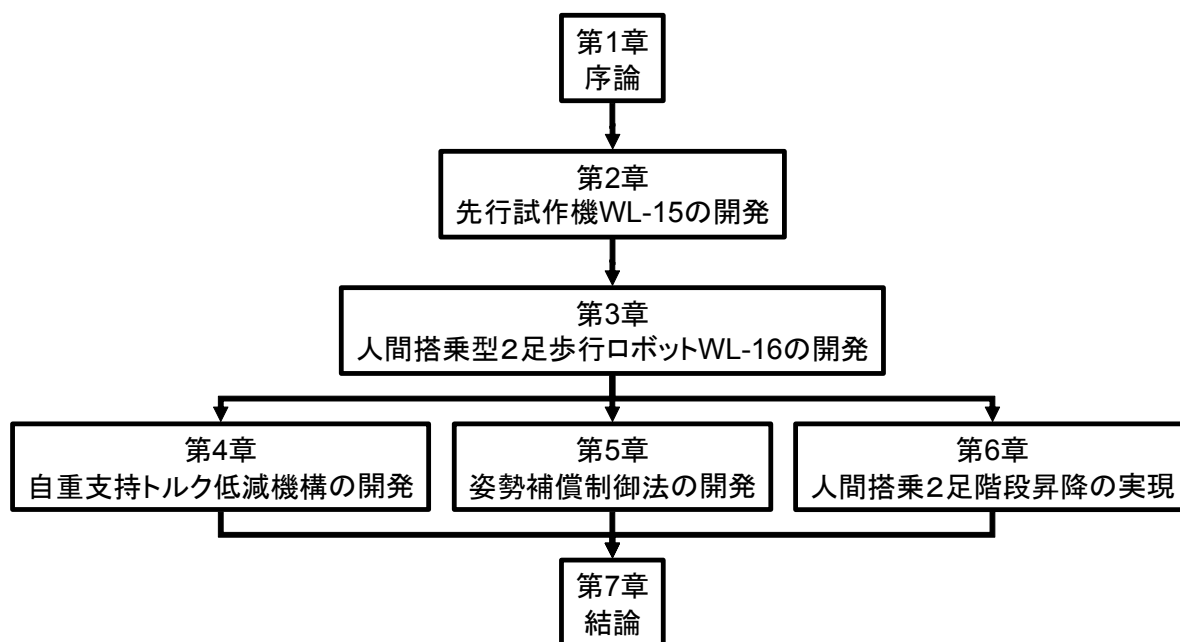 第1章
序論
第2章
先行試作機WL-15の開発
第3章
人間搭乗型２足歩行ロボットWL-16の開発
第4章
自重支持トルク低減機構の開発
第5章
姿勢補償制御法の開発
第6章
人間搭乗２足階段昇降の実現
第7章
結論